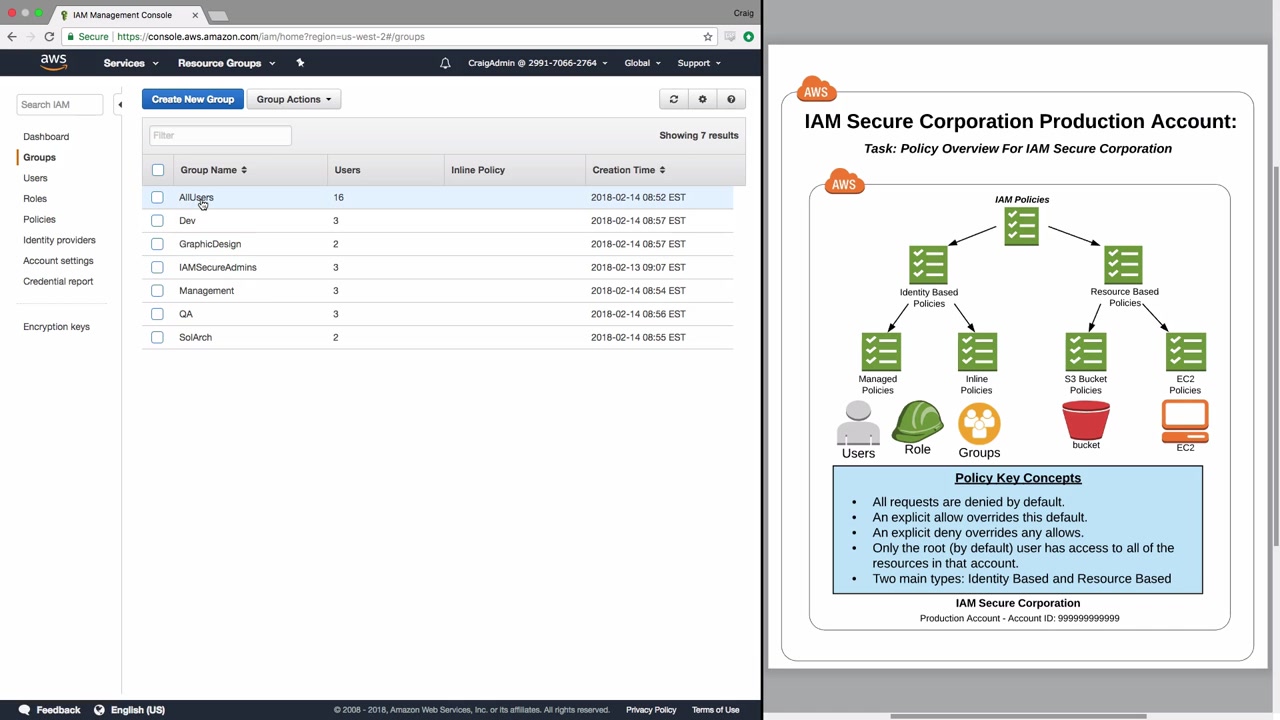 IAM Management Console
Craig
Secure https://console.aws.amazon.com/iam/home?region=us-west-2#/groups
aws Services Resource Groups CraigAdmin @ 2991-7066-2764 Global Support
Search IAM
Dashboard
Groups
Users
Roles
Policies
Identity providers
Account settings
Credential report
Encryption keys
Create New Group Group Actions
Filter Showing 7 results
Group Name Users Inline Policy Creation Time
AllUsers 16 2018-02-14 08:52 EST
Dev 3 2018-02-14 08:57 EST
GraphicDesign 2 2018-02-14 08:57 EST
IAMSecureAdmins 3 2018-02-13 09:07 EST
Management 3 2018-02-14 08:54 EST
QA 3 2018-02-14 08:56 EST
SolArch 2 2018-02-14 08:55 EST
Feedback English (US) © 2008 - 2018, Amazon Web Services, Inc. or its affiliates. All rights reserved. Privacy Policy Terms of Use
AWS
IAM Secure Corporation Production Account:
Task: Policy Overview For IAM Secure Corporation
AWS
IAM Policies
Identity Based
Policies
Resource Based
Policies
Managed
Policies
Inline
Policies
S3 Bucket
Policies
EC2
Policies
Users
Role
Groups
bucket
EC2
Policy Key Concepts
• All requests are denied by default.
• An explicit allow overrides this default.
• An explicit deny overrides any allows.
• Only the root (by default) user has access to all of the
resources in that account.
• Two main types: Identity Based and Resource Based
IAM Secure Corporation
Production Account - Account ID: 999999999999